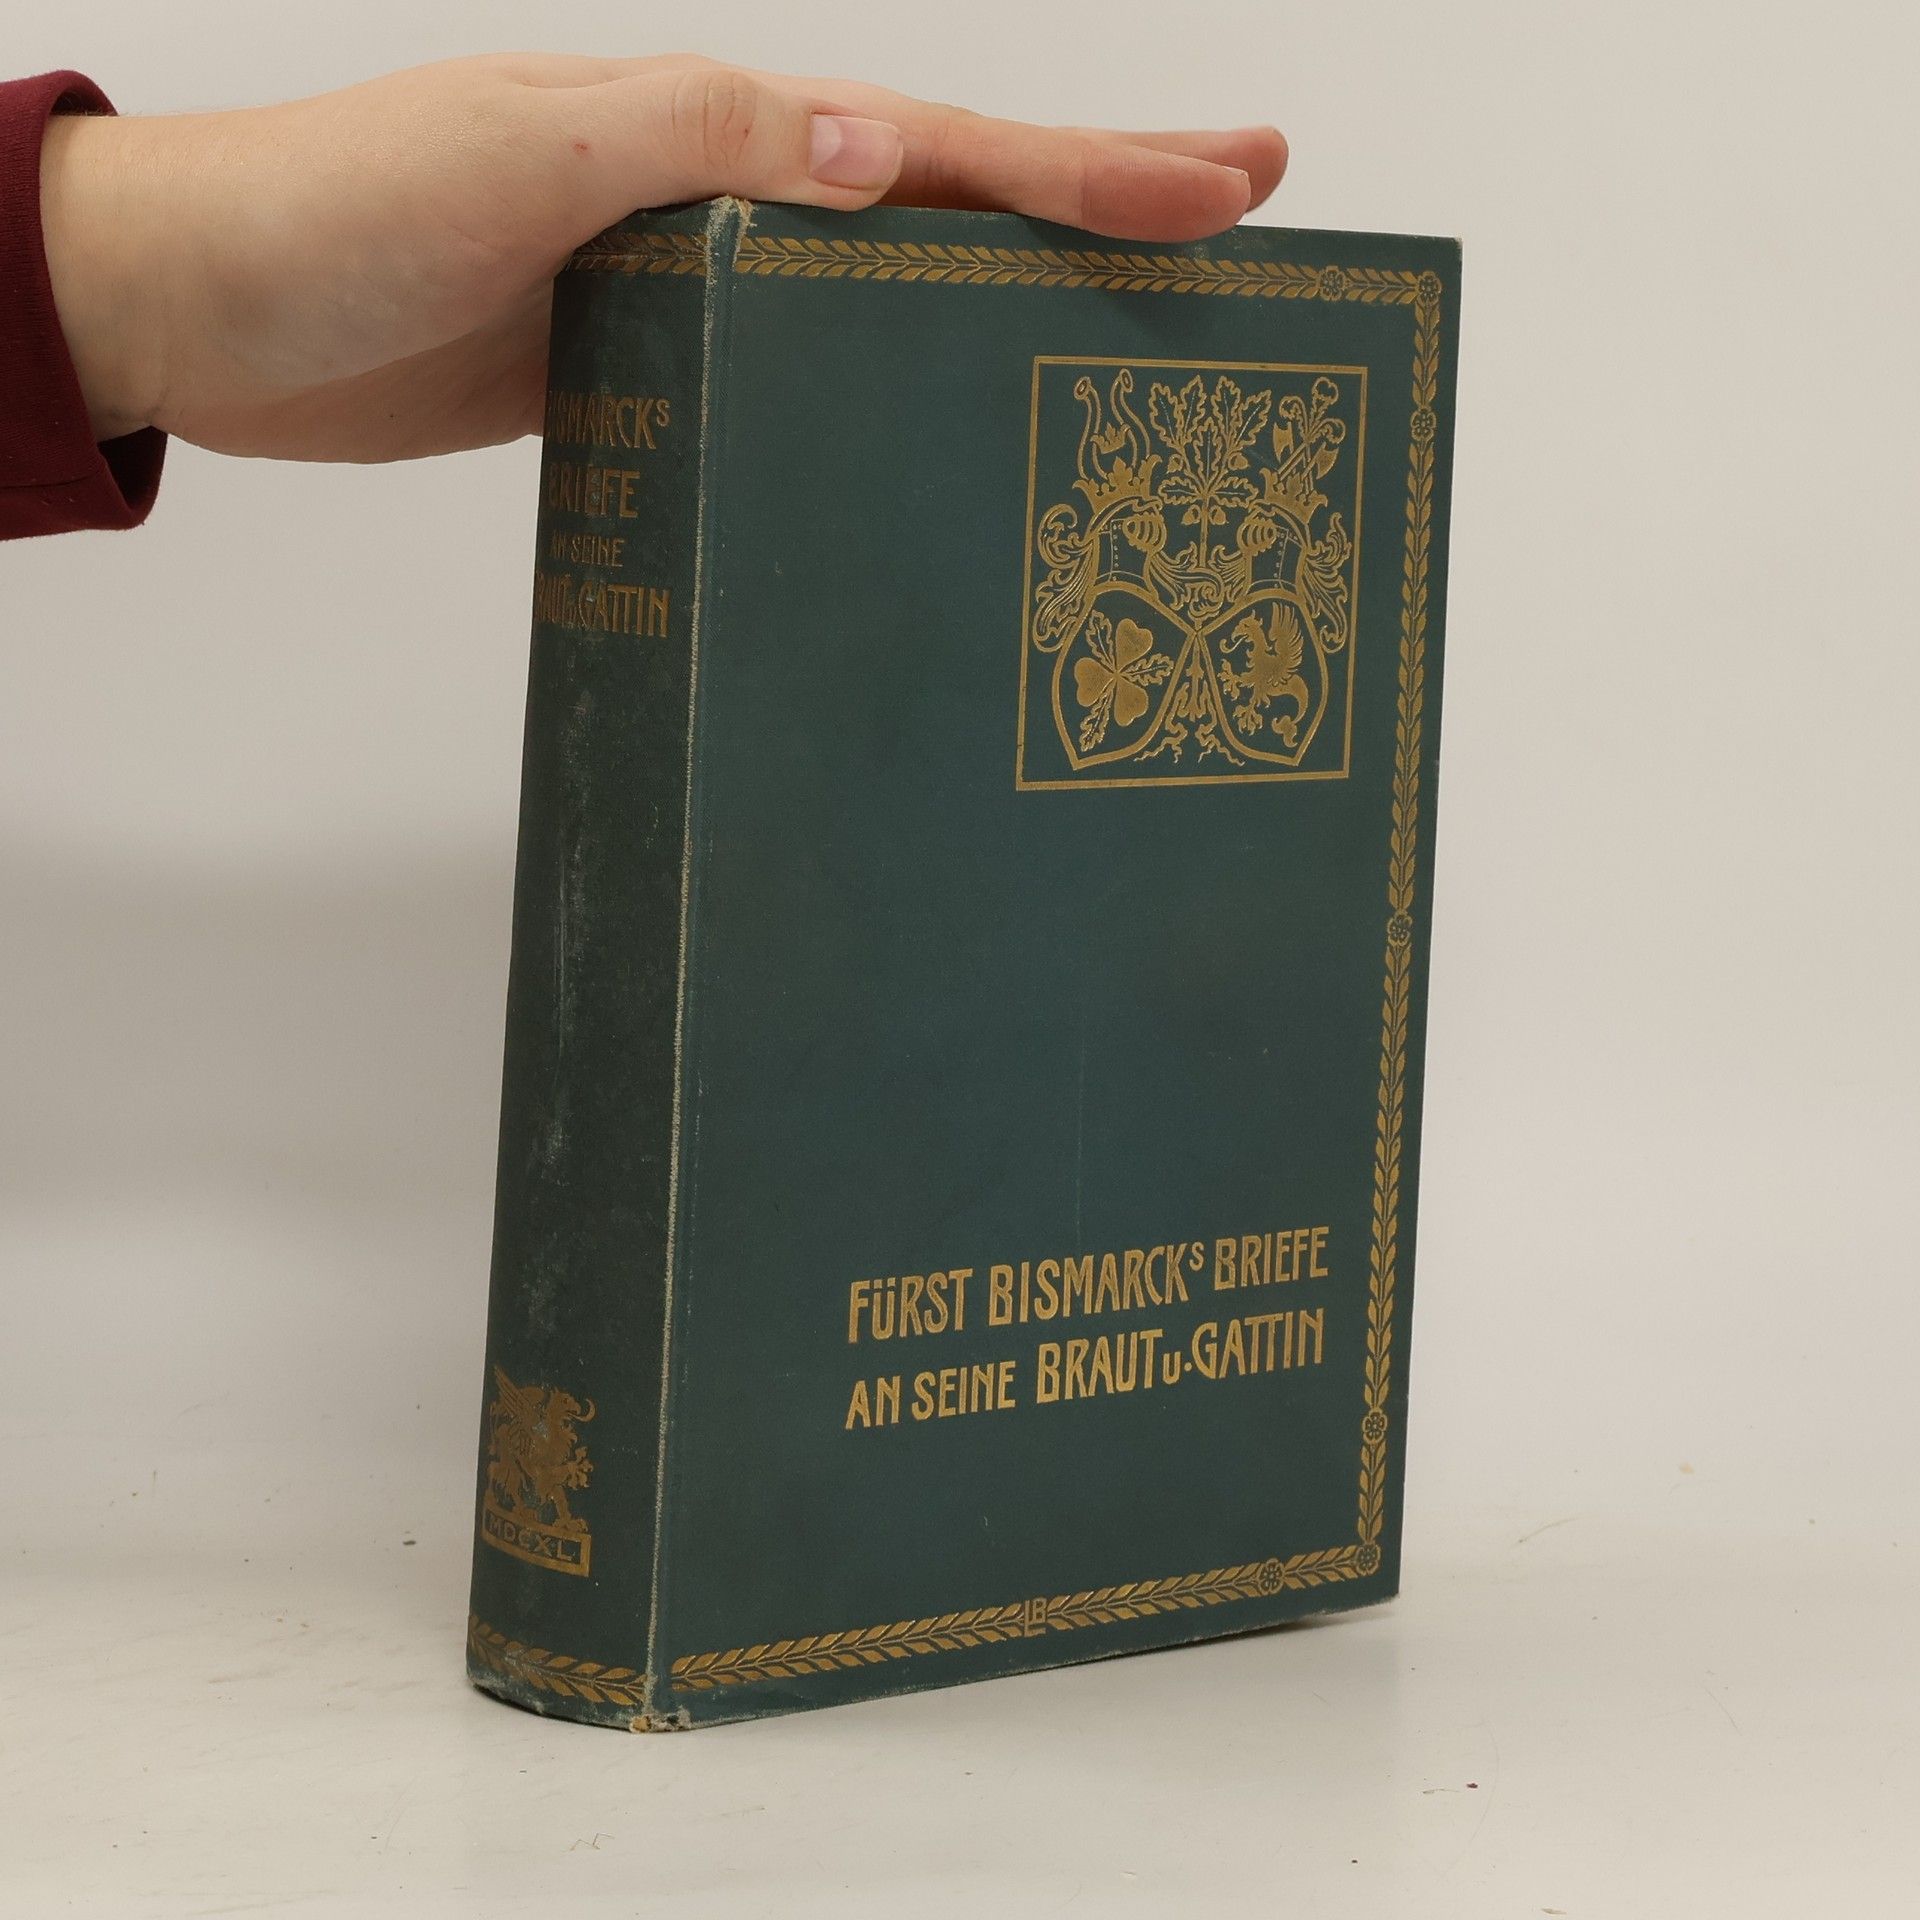 BISMARCKS
BRIEFE
AN SEINE
BRAUT u. GATTIN
MDCXL
FÜRST BISMARCKS BRIEFE
AN SEINE BRAUT u. GATTIN
LB